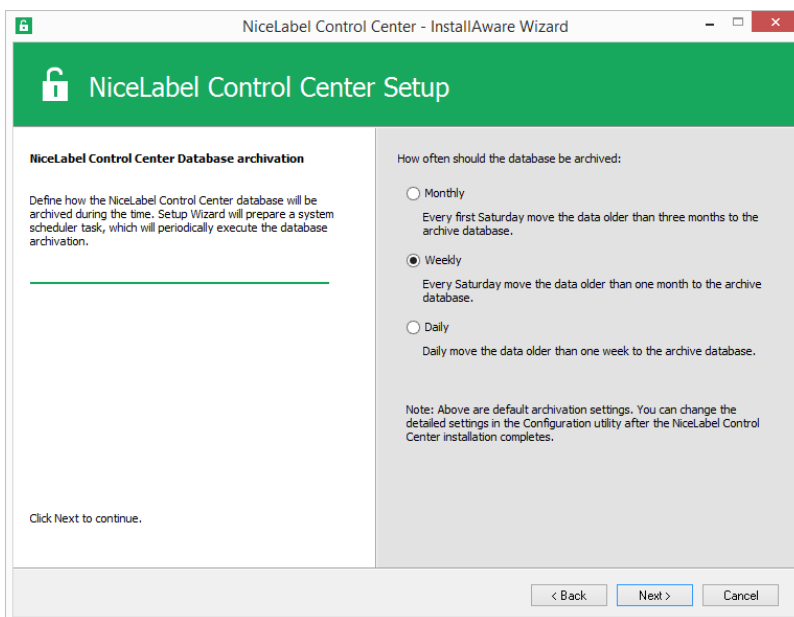 NiceLabel Control Center - InstallAware Wizard
NiceLabel Control Center Setup
NiceLabel Control Center Database archivation
Define how the NiceLabel Control Center database will be
archived during the time. Setup Wizard will prepare a system
scheduler task, which will periodically execute the database
archivation.
Click Next to continue.
How often should the database be archived:
Monthly
Every first Saturday move the data older than three months to the
archive database.
Weekly
Every Saturday move the data older than one month to the archive
database.
Daily
Daily move the data older than one week to the archive database.
Note: Above are default archivation settings. You can change the
detailed settings in the Configuration utility after the NiceLabel Control
Center installation completes.
< Back
Next >
Cancel